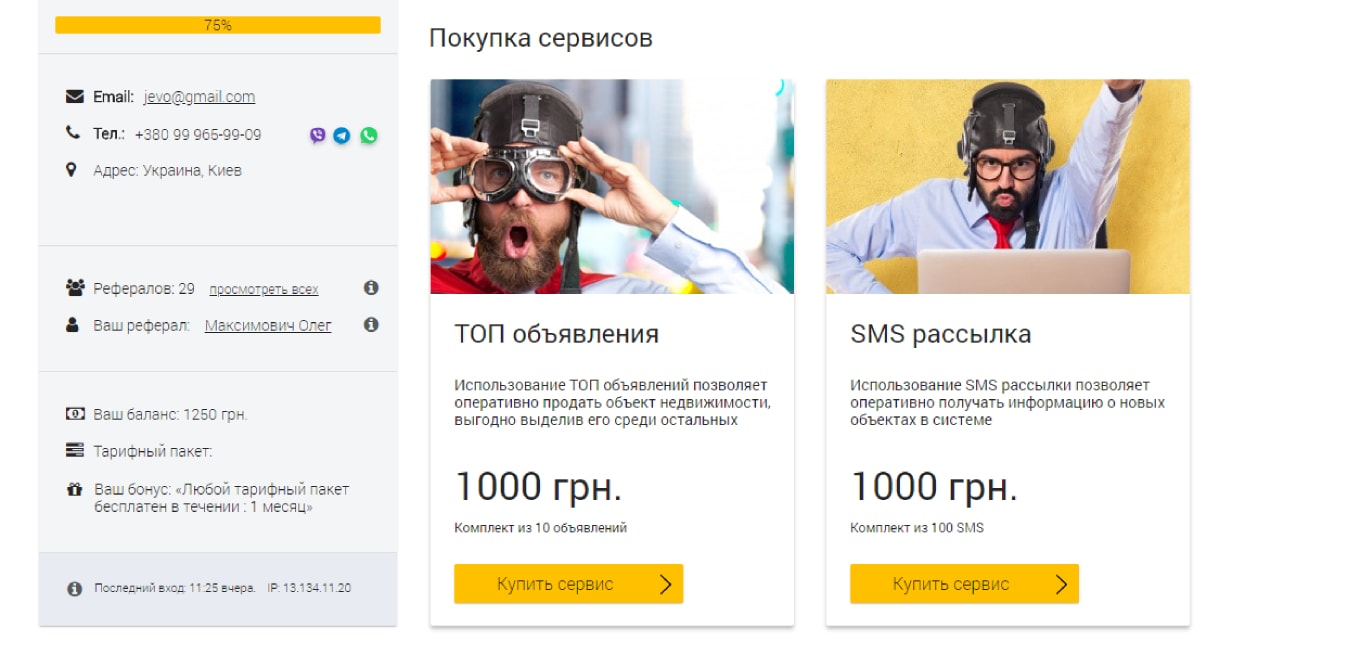 75%
Email: jevo@gmail.com
Тел.: +380 99 965-99-09
Адрес: Украина, Киев
Рефералов: 29 просмотреть всех
Ваш реферал: Максимович Олег
Ваш баланс: 1250 грн.
Тарифный пакет:
Ваш бонус: «Любой тарифный пакет
бесплатен в течении : 1 месяц»
Последний вход: 11:25 вчера. IP: 13.134.11.20
Покупка сервисов
ТОП объявления
Использование ТОП объявлений позволяет
оперативно продать объект недвижимости,
выгодно выделив его среди остальных
1000 грн.
Комплект из 10 объявлений
Купить сервис
SMS рассылка
Использование SMS рассылки позволяет
оперативно получать информацию о новых
объектах в системе
1000 грн.
Комплект из 100 SMS
Купить сервис